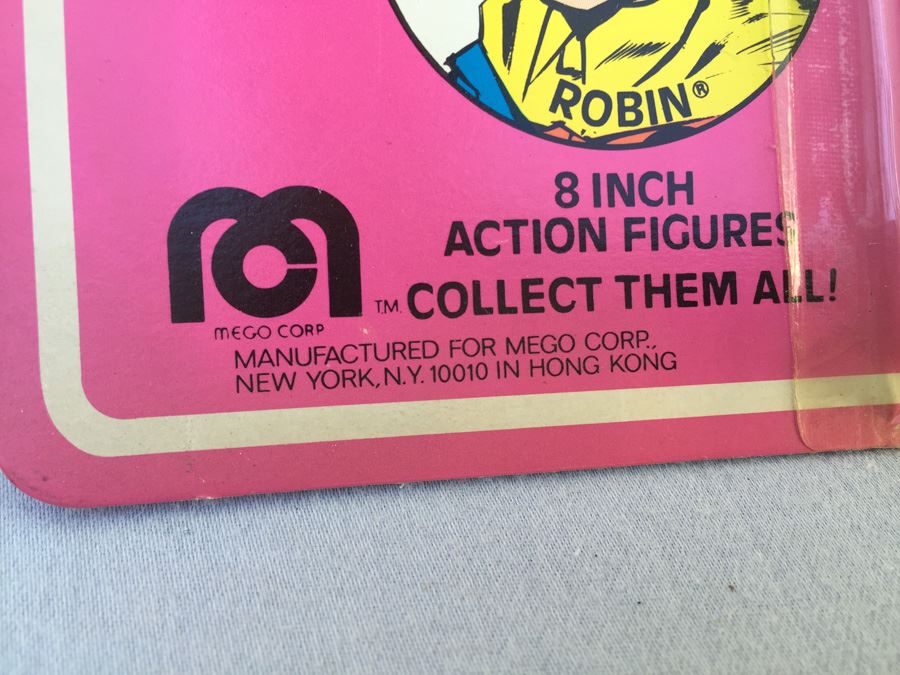 ROBIN®
8 INCH
ACTION FIGURES
T.M. COLLECT THEM ALL!
MEGO CORP
MANUFACTURED FOR MEGO CORP.,
NEW YORK, N.Y. 10010 IN HONG KONG